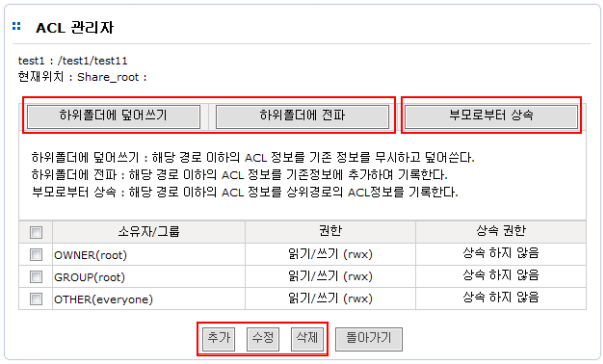 ACL 관리자
test1 : /test1/test11
현재위치 : Share_root :
하위폴더에 덮어쓰기 하위폴더에 전파 부모로부터 상속
하위폴더에 덮어쓰기 : 해당 경로 이하의 ACL 정보를 기존 정보를 무시하고 덮어쓴다.
하위폴더에 전파 : 해당 경로 이하의 ACL 정보를 기존정보에 추가하며 기록한다.
부모로부터 상속 : 해당 경로 이하의 ACL 정보를 상위경로의 ACL정보를 기록한다.
소유자/그룹 권한 상속 권한
OWNER(root) 읽기/쓰기 (rwx) 상속 하지 않음
GROUP(root) 읽기/쓰기 (rwx) 상속 하지 않음
OTHER(everyone) 읽기/쓰기 (rwx) 상속 하지 않음
추가 수정 삭제 돌아가기